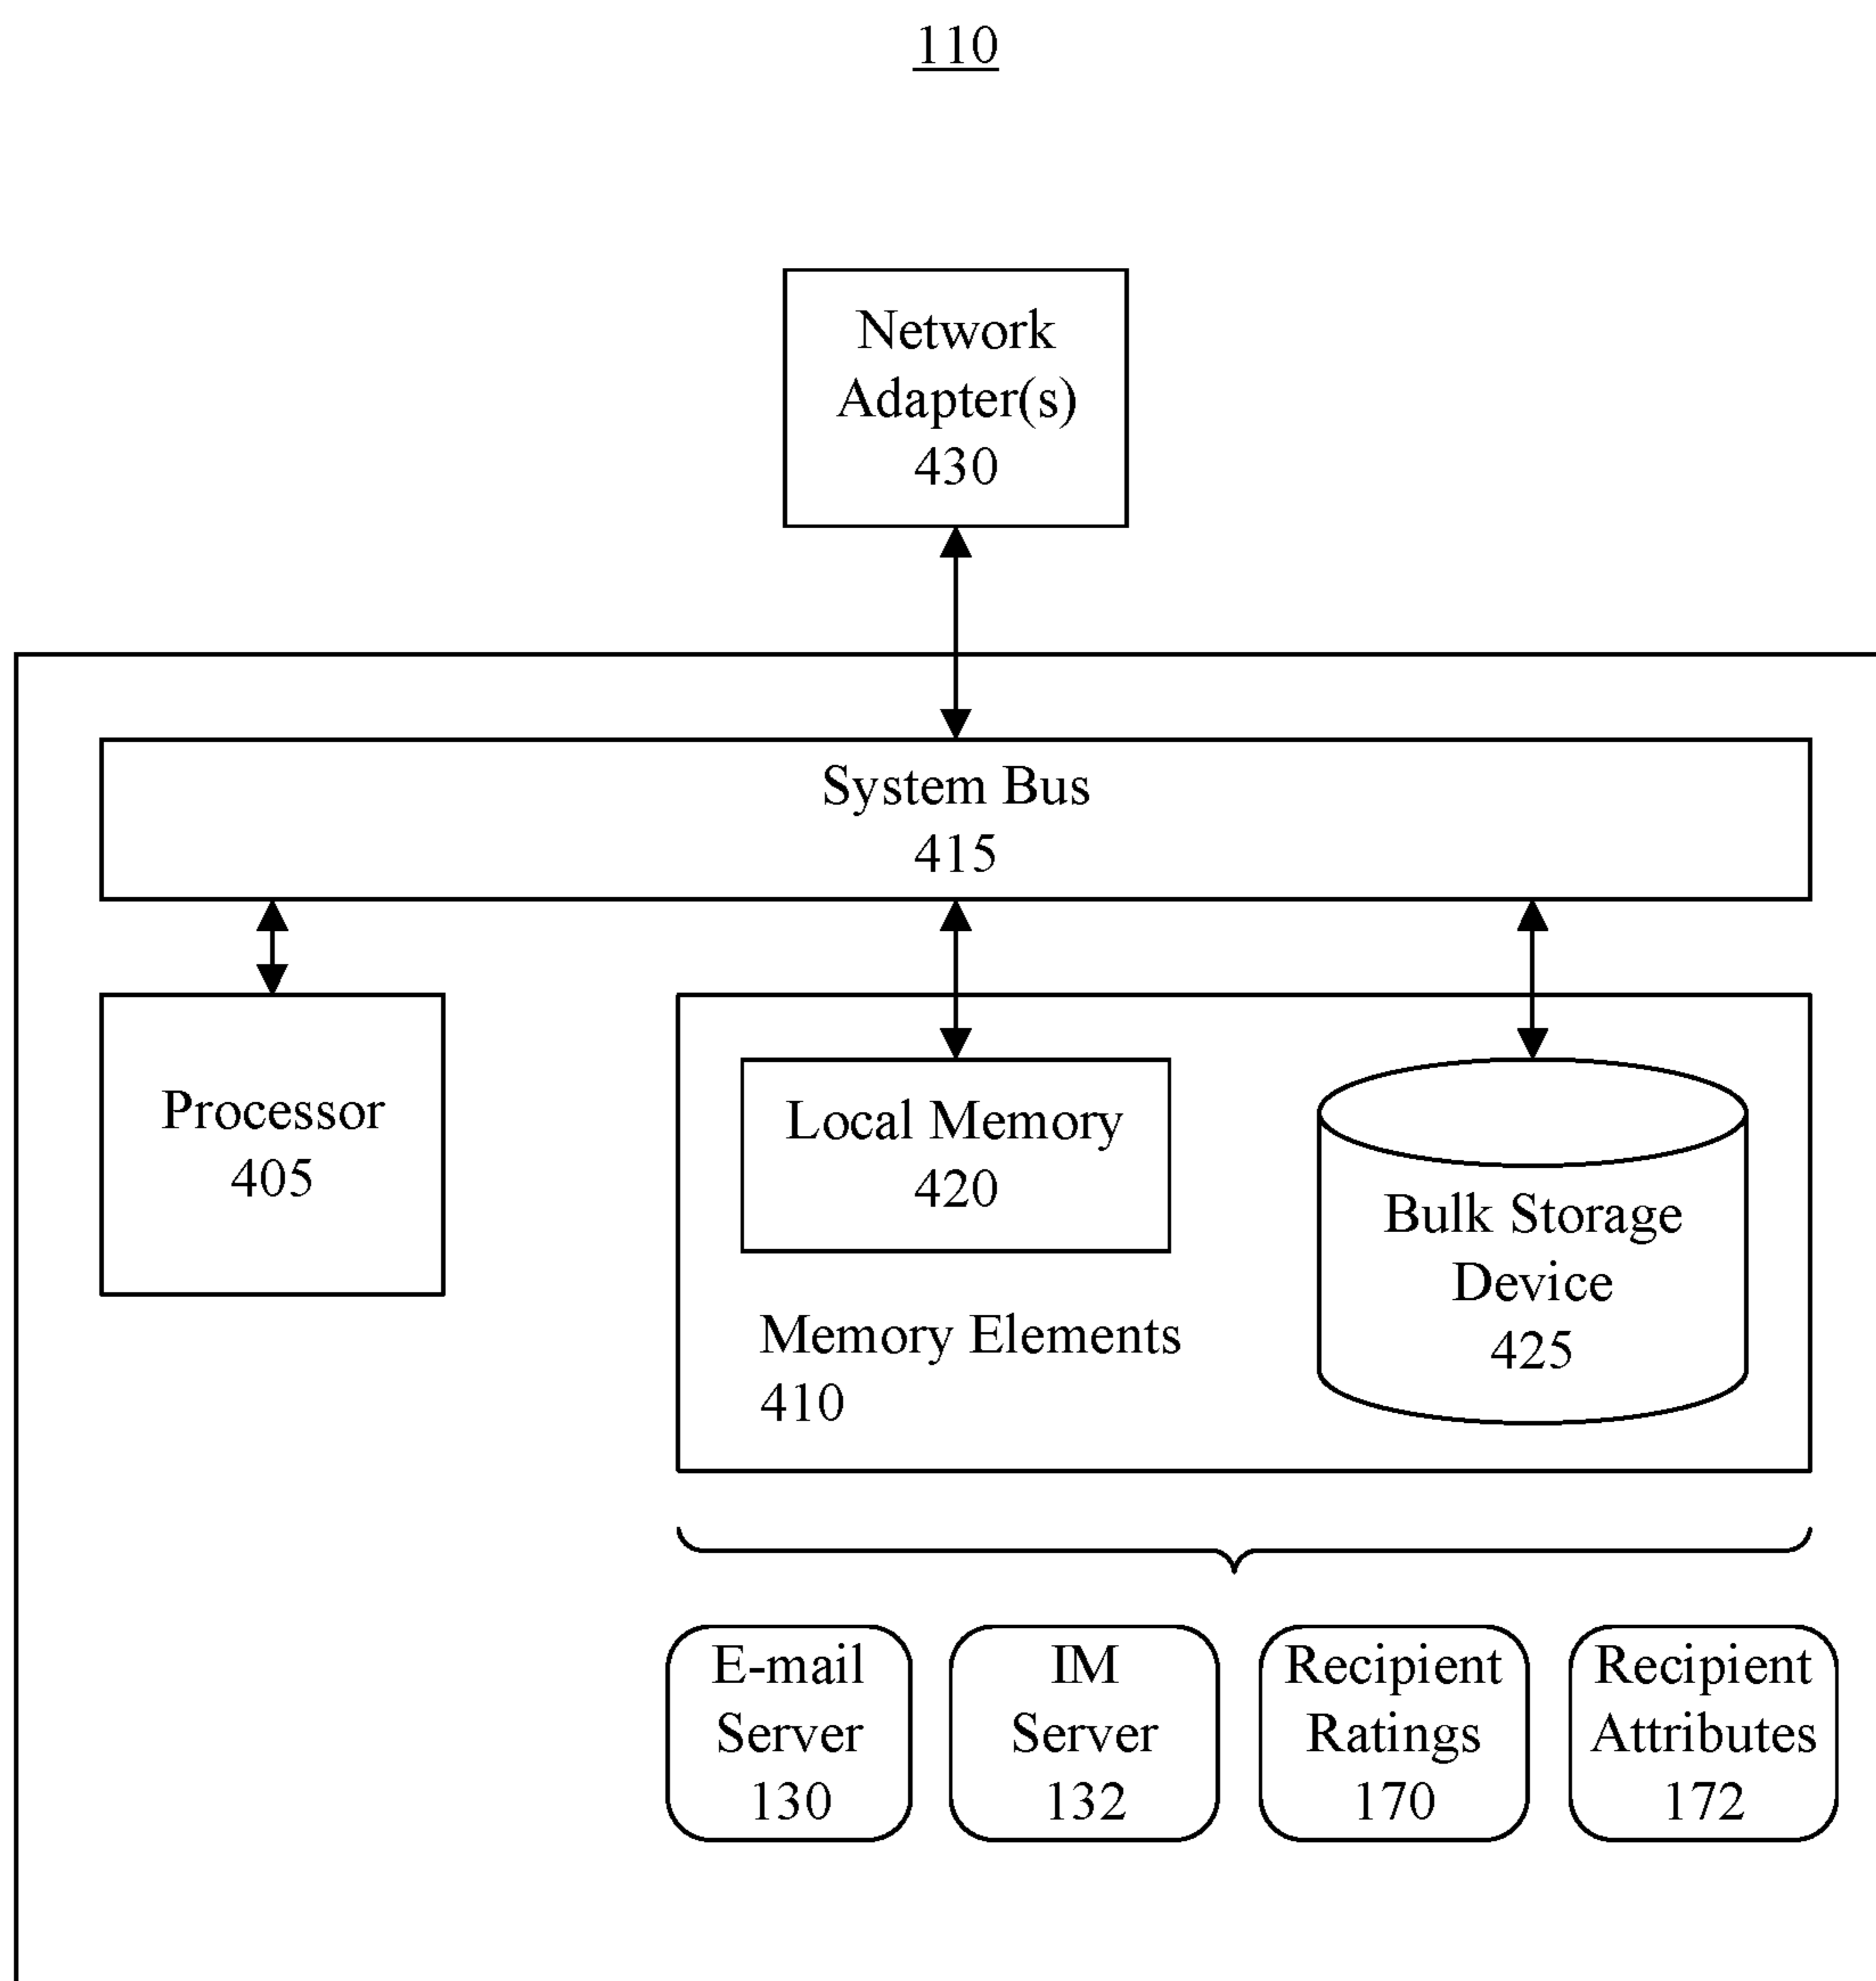 110
Network
Adapter(s)
430
System Bus
415
Processor
405
Local Memory
420
Bulk Storage
Device
425
Memory Elements
410
E-mail
Server
130
IM
Server
132
Recipient
Ratings
170
Recipient
Attributes
172